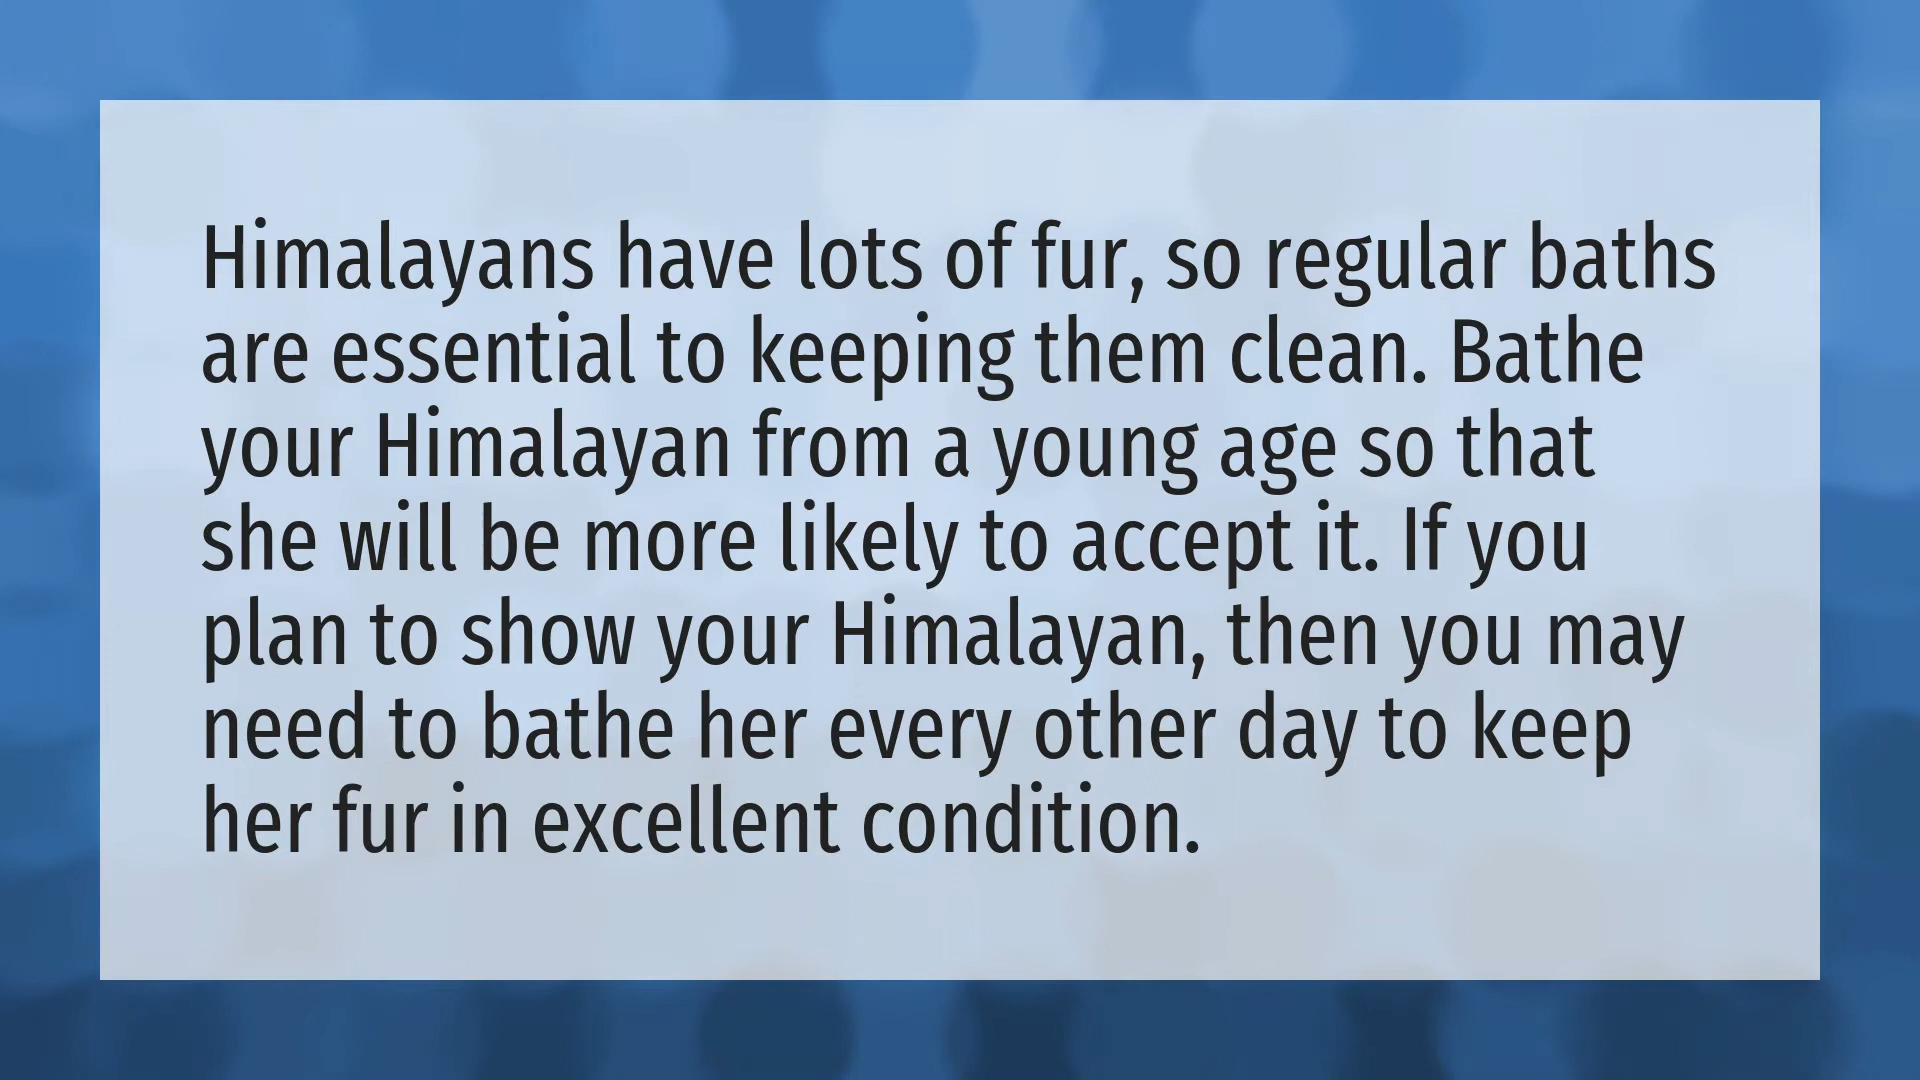 Himalayans have lots of fur, so regular baths
are essential to keeping them clean. Bathe
your Himalayan from a young age so that
she will be more likely to accept it. If you
plan to show your Himalayan, then you may
need to bathe her every other day to keep
her fur in excellent condition.